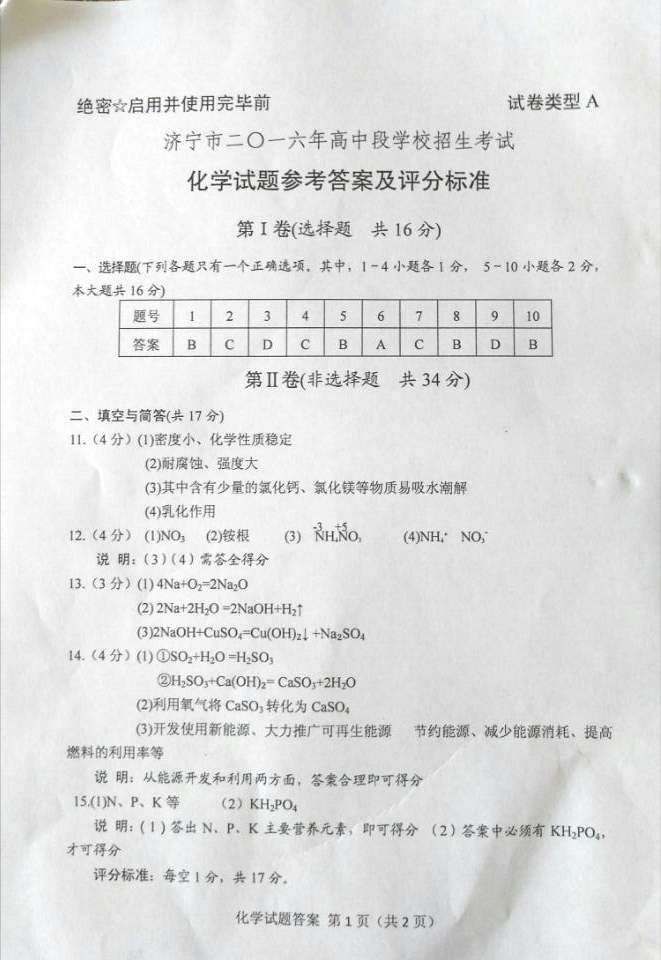 绝密☆启用并使用完毕前 试卷类型 A
济宁市二〇一六年高中段学校招生考试
化学试题参考答案及评分标准
第Ⅰ卷(选择题 共 16 分)
一、选择题(下列各题只有一个正确选项。其中，1－4 小题各 1 分， 5－10 小题各 2 分，
本大题共 16 分)
题号 1 2 3 4 5 6 7 8 9 10
答案 B C D C B A C B D B
第Ⅱ卷(非选择题 共 34 分)
二、填空与简答(共 17 分)
11.（4 分）(1)密度小、化学性质稳定
(2)耐腐蚀、强度大
(3)其中含有少量的氯化钙、氯化镁等物质易吸水潮解
(4)乳化作用
-3 +5
12.（4 分） (1)NO₃ (2)铵根 (3) NH₄NO₃ (4)NH₄⁺ NO₃⁻
说 明：（3）（4）需答全得分
13.（3 分）(1) 4Na+O₂=2Na₂O
(2) 2Na+2H₂O =2NaOH+H₂↑
(3)2NaOH+CuSO₄=Cu(OH)₂↓ +Na₂SO₄
14.（4 分）(1) ①SO₂+H₂O =H₂SO₃
②H₂SO₃+Ca(OH)₂= CaSO₃+2H₂O
(2)利用氧气将 CaSO₃ 转化为 CaSO₄
(3)开发使用新能源、大力推广可再生能源 节约能源、减少能源消耗、提高
燃料的利用率等
说 明：从能源开发和利用两方面，答案合理即可得分
15.(1)N、P、K 等 （2）KH₂PO₄
说 明：（1）答出 N、P、K 主要营养元素，即可得分 （2）答案中必须有 KH₂PO₄，
才可得分
评分标准：每空 1 分，共 17 分。
化学试题答案 第 1 页（共 2 页）